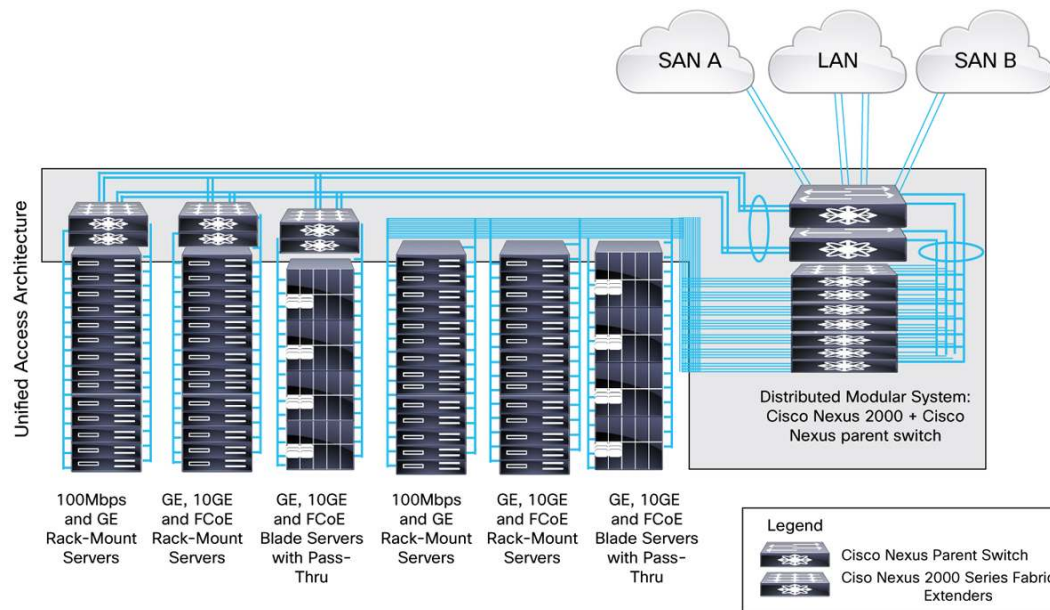 SAN A
LAN
SAN B
Unified Access Architecture
Distributed Modular System:
Cisco Nexus 2000 + Cisco
Nexus parent switch
100Mbps
and GE
Rack-Mount
Servers
GE, 10GE
and FCoE
Rack-Mount
Servers
GE, 10GE
and FCoE
Blade Servers
with Pass-
Thru
100Mbps
and GE
Rack-Mount
Servers
GE, 10GE
and FCoE
Rack-Mount
Servers
GE, 10GE
and FCoE
Blade Servers
with Pass-
Thru
Legend
Cisco Nexus Parent Switch
Ciso Nexus 2000 Series Fabric
Extenders